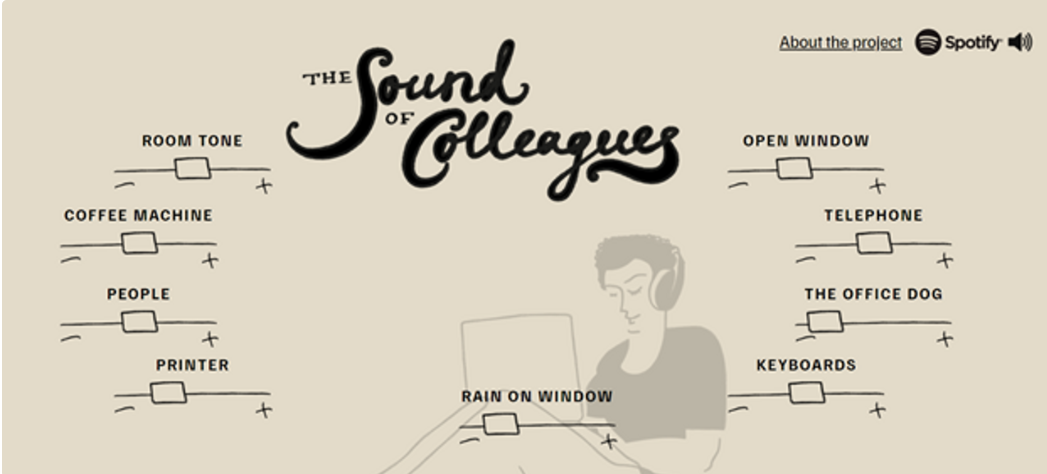 About the project Spotify
THE Sound
OF Colleagues
ROOM TONE
OPEN WINDOW
COFFEE MACHINE
TELEPHONE
PEOPLE
THE OFFICE DOG
PRINTER
KEYBOARDS
RAIN ON WINDOW